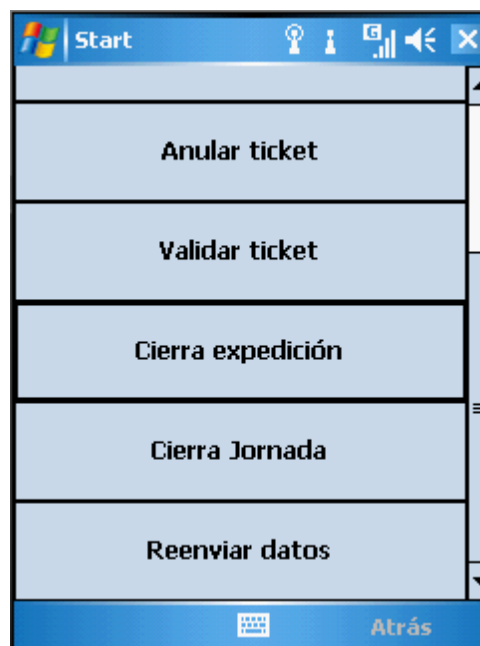 Start
G
Anular ticket
Validar ticket
Cierra expedición
Cierra Jornada
Reenviar datos
Atrás